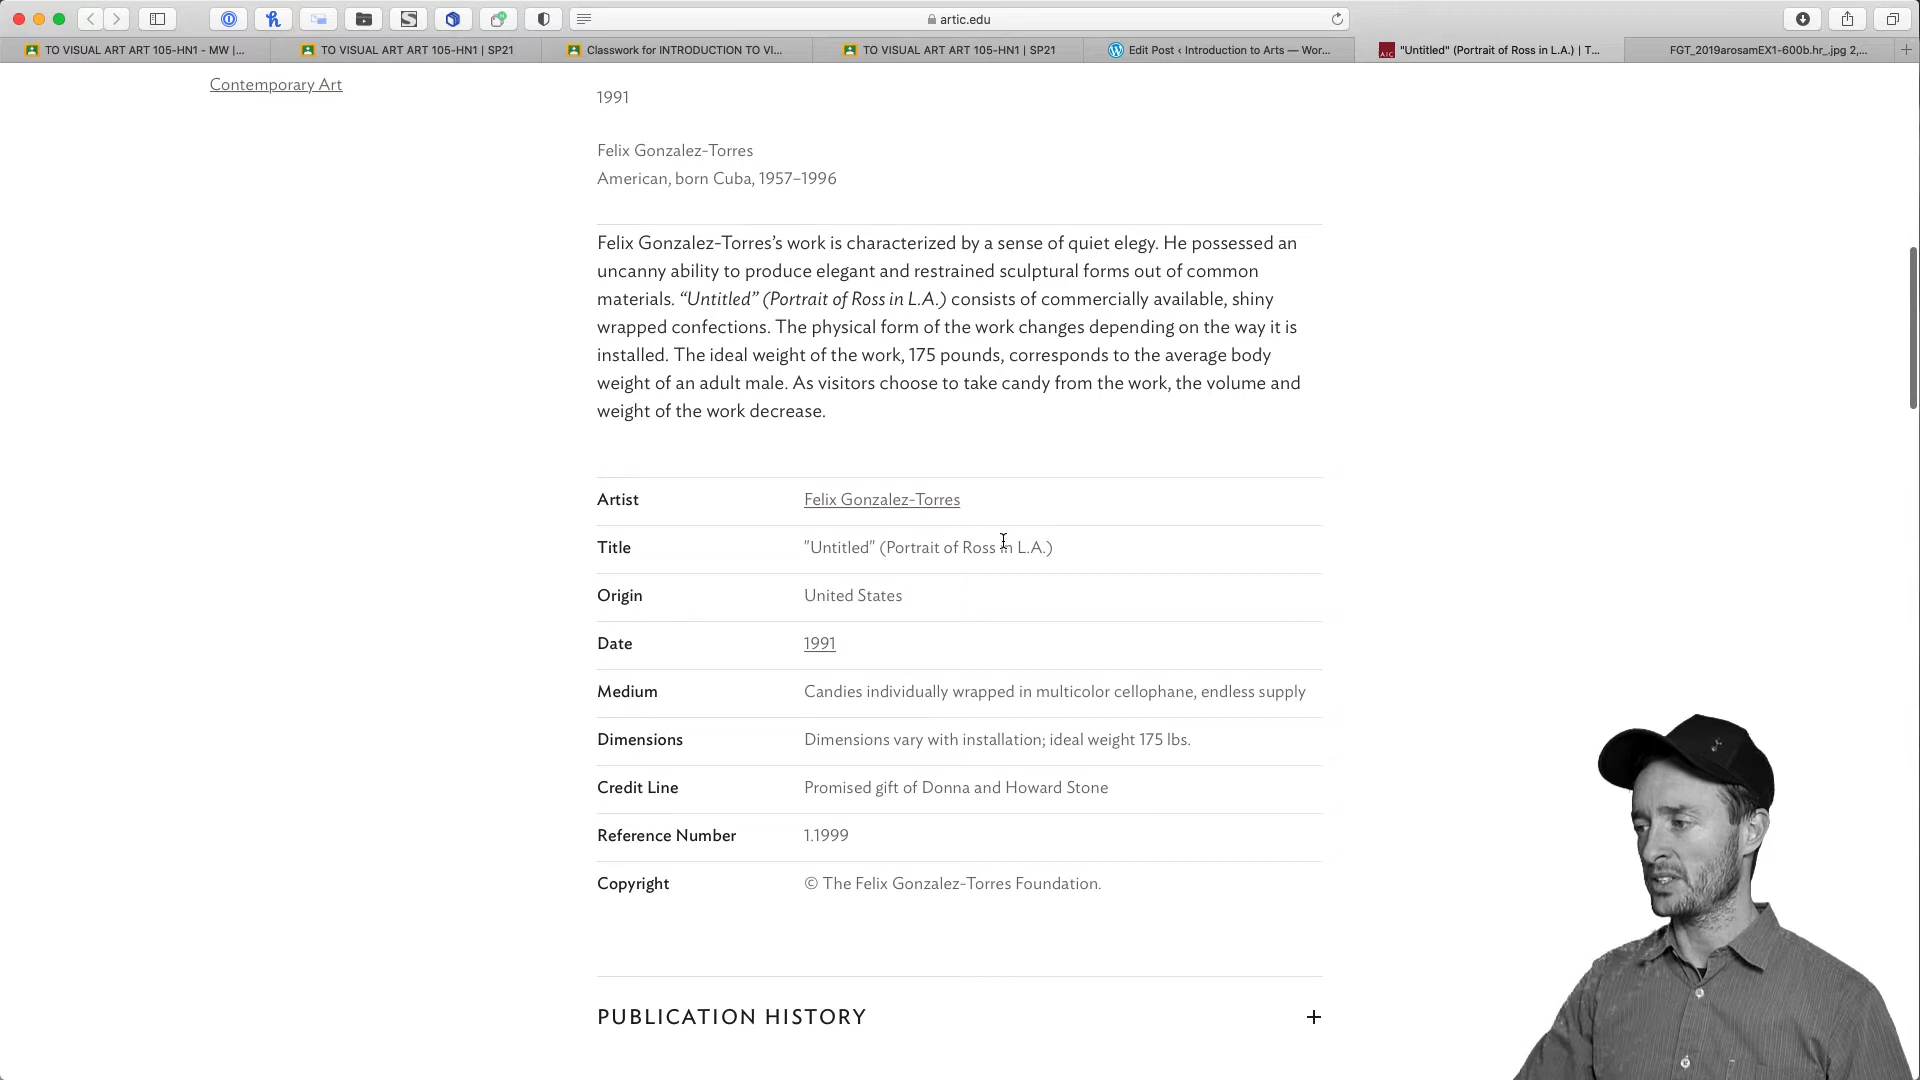 artic.edu
TO VISUAL ART ART 105-HN1 - MW |...
TO VISUAL ART ART 105-HN1 | SP21
Classwork for INTRODUCTION TO VI...
TO VISUAL ART ART 105-HN1 | SP21
Edit Post ‹ Introduction to Arts — Wor...
"Untitled" (Portrait of Ross in L.A.) | T...
FGT_2019arosamEX1-600b.hr_.jpg 2,...
Contemporary Art
1991
Felix Gonzalez-Torres
American, born Cuba, 1957–1996
Felix Gonzalez-Torres’s work is characterized by a sense of quiet elegy. He possessed an
uncanny ability to produce elegant and restrained sculptural forms out of common
materials. “Untitled” (Portrait of Ross in L.A.) consists of commercially available, shiny
wrapped confections. The physical form of the work changes depending on the way it is
installed. The ideal weight of the work, 175 pounds, corresponds to the average body
weight of an adult male. As visitors choose to take candy from the work, the volume and
weight of the work decrease.
Artist Felix Gonzalez-Torres
Title "Untitled" (Portrait of Ross in L.A.)
Origin United States
Date 1991
Medium Candies individually wrapped in multicolor cellophane, endless supply
Dimensions Dimensions vary with installation; ideal weight 175 lbs.
Credit Line Promised gift of Donna and Howard Stone
Reference Number 1.1999
Copyright © The Felix Gonzalez-Torres Foundation.
PUBLICATION HISTORY +